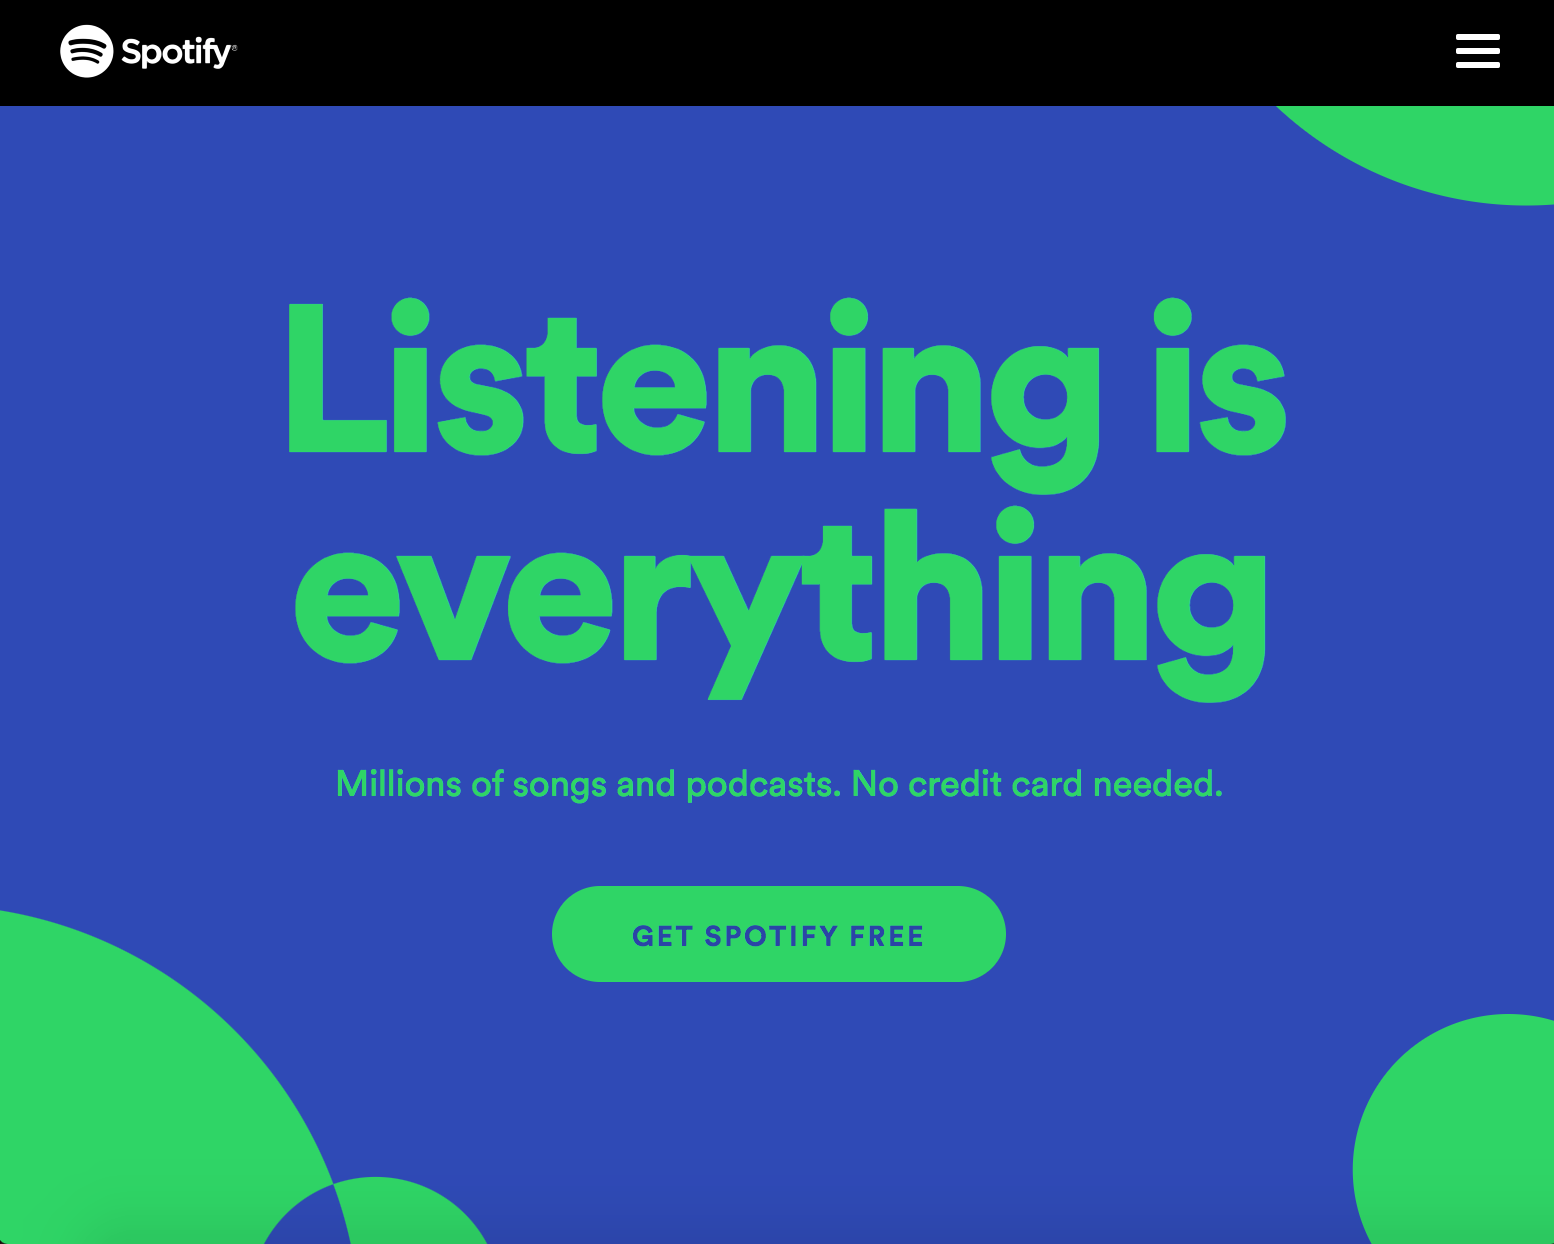 Spotify®
Listening is
everything
Millions of songs and podcasts. No credit card needed.
GET SPOTIFY FREE